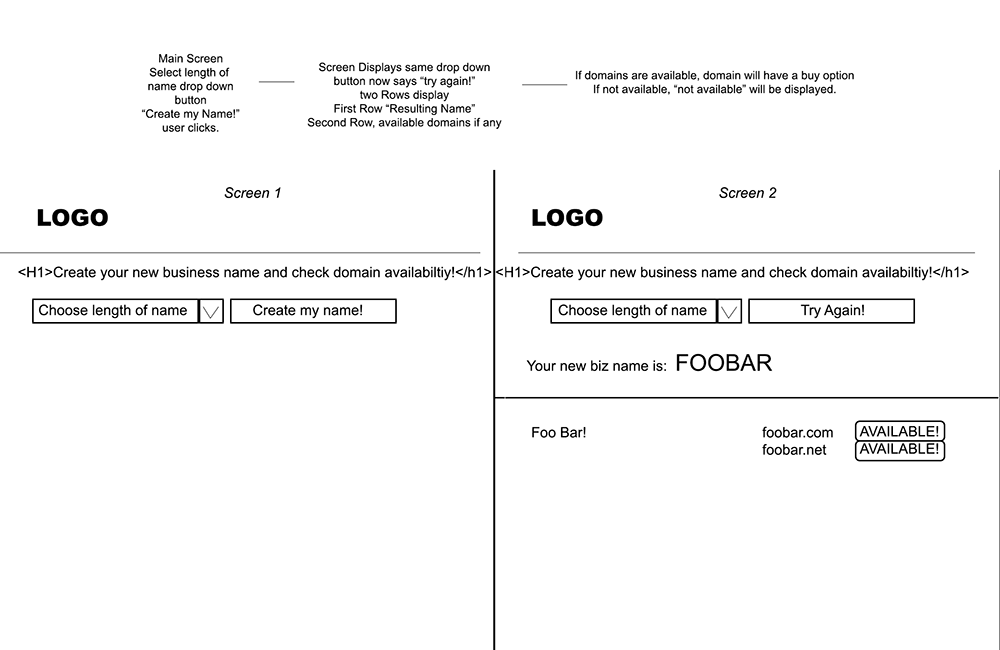 Main Screen
Select length of
name drop down
button
“Create my Name!”
user clicks.
Screen Displays same drop down
button now says “try again!”
two Rows display
First Row “Resulting Name”
Second Row, available domains if any
If domains are available, domain will have a buy option
If not available, “not available” will be displayed.
Screen 1
LOGO
<H1>Create your new business name and check domain availabiltiy!</h1>
Choose length of name
Create my name!
Screen 2
LOGO
<H1>Create your new business name and check domain availabiltiy!</h1>
Choose length of name
Try Again!
Your new biz name is: FOOBAR
Foo Bar!
foobar.com AVAILABLE!
foobar.net AVAILABLE!